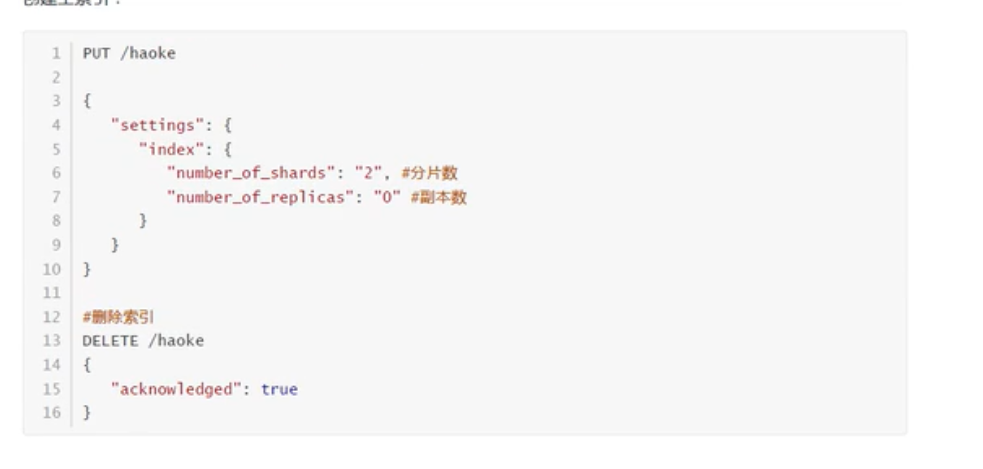 1 PUT /haoke
2
3 {
4 "settings": {
5 "index": {
6 "number_of_shards": "2", #分片数
7 "number_of_replicas": "0" #副本数
8 }
9 }
10 }
11
12 #删除索引
13 DELETE /haoke
14 {
15 "acknowledged": true
16 }